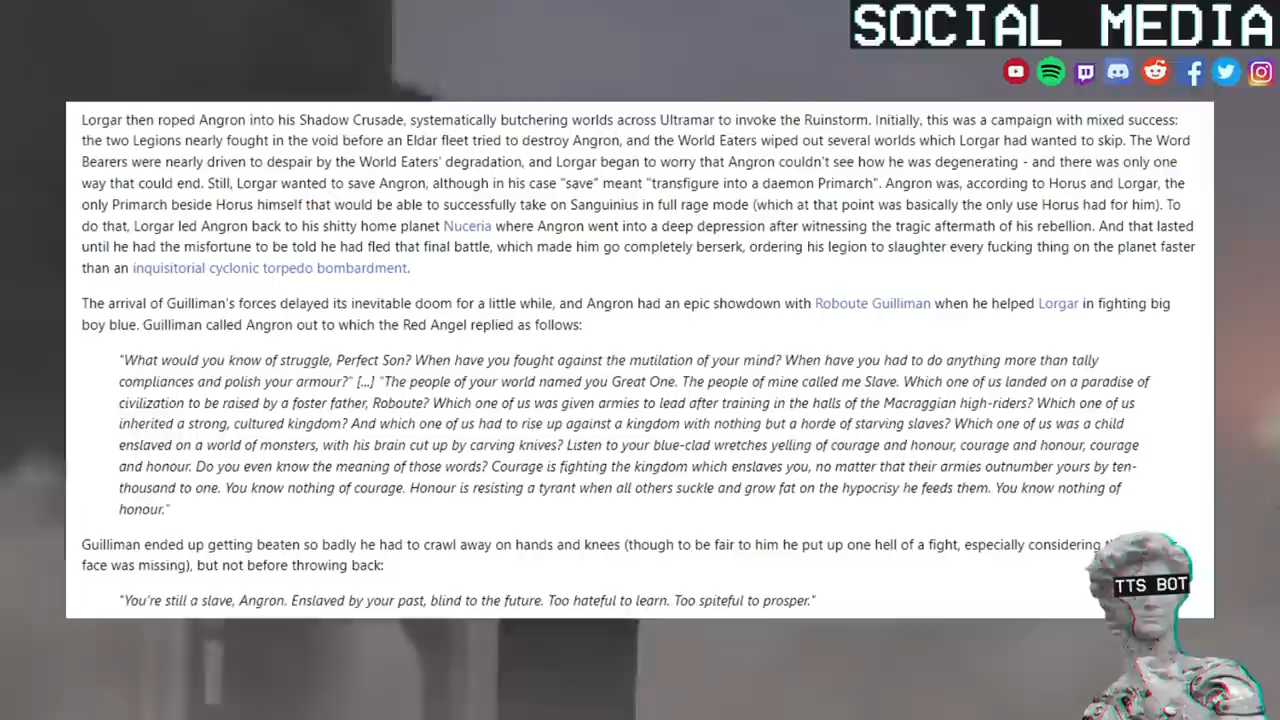 SOCIAL MEDIA
Lorgar then roped Angron into his Shadow Crusade, systematically butchering worlds across Ultramar to invoke the Ruinstorm. Initially, this was a campaign with mixed success:
the two Legions nearly fought in the void before an Eldar fleet tried to destroy Angron, and the World Eaters wiped out several worlds which Lorgar had wanted to skip. The Word
Bearers were nearly driven to despair by the World Eaters' degradation, and Lorgar began to worry that Angron couldn't see how he was degenerating - and there was only one
way that could end. Still, Lorgar wanted to save Angron, although in his case "save" meant "transfigure into a daemon Primarch". Angron was, according to Horus and Lorgar, the
only Primarch beside Horus himself that would be able to successfully take on Sanguinius in full rage mode (which at that point was basically the only use Horus had for him). To
do that, Lorgar led Angron back to his shitty home planet Nuceria where Angron went into a deep depression after witnessing the tragic aftermath of his rebellion. And that lasted
until he had the misfortune to be told he had fled that final battle, which made him go completely berserk, ordering his legion to slaughter every fucking thing on the planet faster
than an inquisitorial cyclonic torpedo bombardment.
The arrival of Guilliman's forces delayed its inevitable doom for a little while, and Angron had an epic showdown with Roboute Guilliman when he helped Lorgar in fighting big
boy blue. Guilliman called Angron out to which the Red Angel replied as follows:
"What would you know of struggle, Perfect Son? When have you fought against the mutilation of your mind? When have you had to do anything more than tally
compliances and polish your armour?" [...] "The people of your world named you Great One. The people of mine called me Slave. Which one of us landed on a paradise of
civilization to be raised by a foster father, Roboute? Which one of us was given armies to lead after training in the halls of the Macraggian high-riders? Which one of us
inherited a strong, cultured kingdom? And which one of us had to rise up against a kingdom with nothing but a horde of starving slaves? Which one of us was a child
enslaved on a world of monsters, with his brain cut up by carving knives? Listen to your blue-clad wretches yelling of courage and honour, courage and honour, courage
and honour. Do you even know the meaning of those words? Courage is fighting the kingdom which enslaves you, no matter that their armies outnumber yours by ten-
thousand to one. You know nothing of courage. Honour is resisting a tyrant when all others suckle and grow fat on the hypocrisy he feeds them. You know nothing of
honour."
Guilliman ended up getting beaten so badly he had to crawl away on hands and knees (though to be fair to him he put up one hell of a fight, especially considering
face was missing), but not before throwing back:
"You're still a slave, Angron. Enslaved by your past, blind to the future. Too hateful to learn. Too spiteful to prosper."
TTS BOT